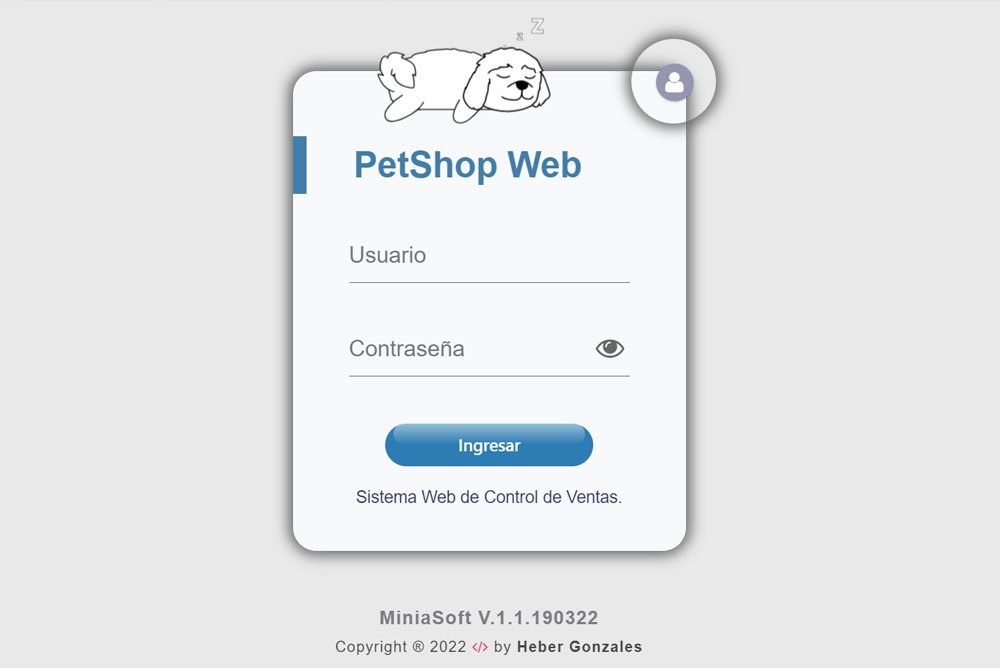 z Z
PetShop Web
Usuario
Contraseña
Ingresar
Sistema Web de Control de Ventas.
MiniaSoft V.1.1.190322
Copyright ® 2022 </> by Heber Gonzales